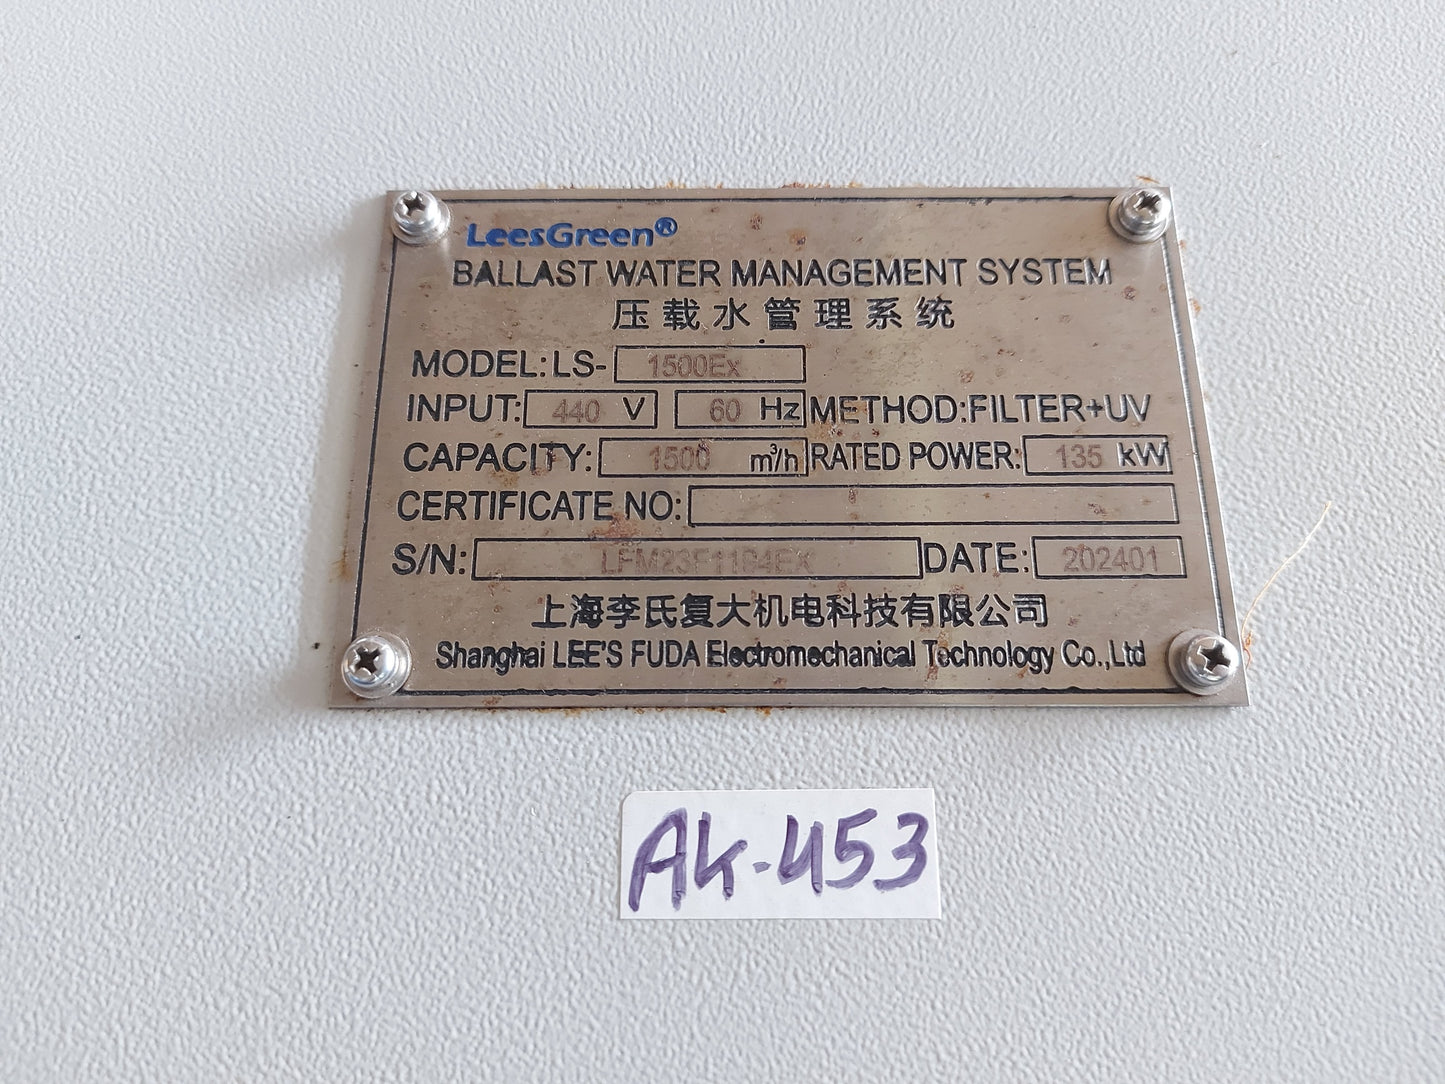 LeesGreen®
BALLAST WATER MANAGEMENT SYSTEM
压载水管理系统
MODEL:LS- 1500Ex
INPUT: 440 V 60 Hz METHOD:FILTER+UV
CAPACITY: 1500 m³/h RATED POWER: 135 kW
CERTIFICATE NO:
S/N: DATE: 202401
上海李氏复大机电科技有限公司
Shanghai LEE'S FUDA Electromechanical Technology Co.,Ltd
AK-453